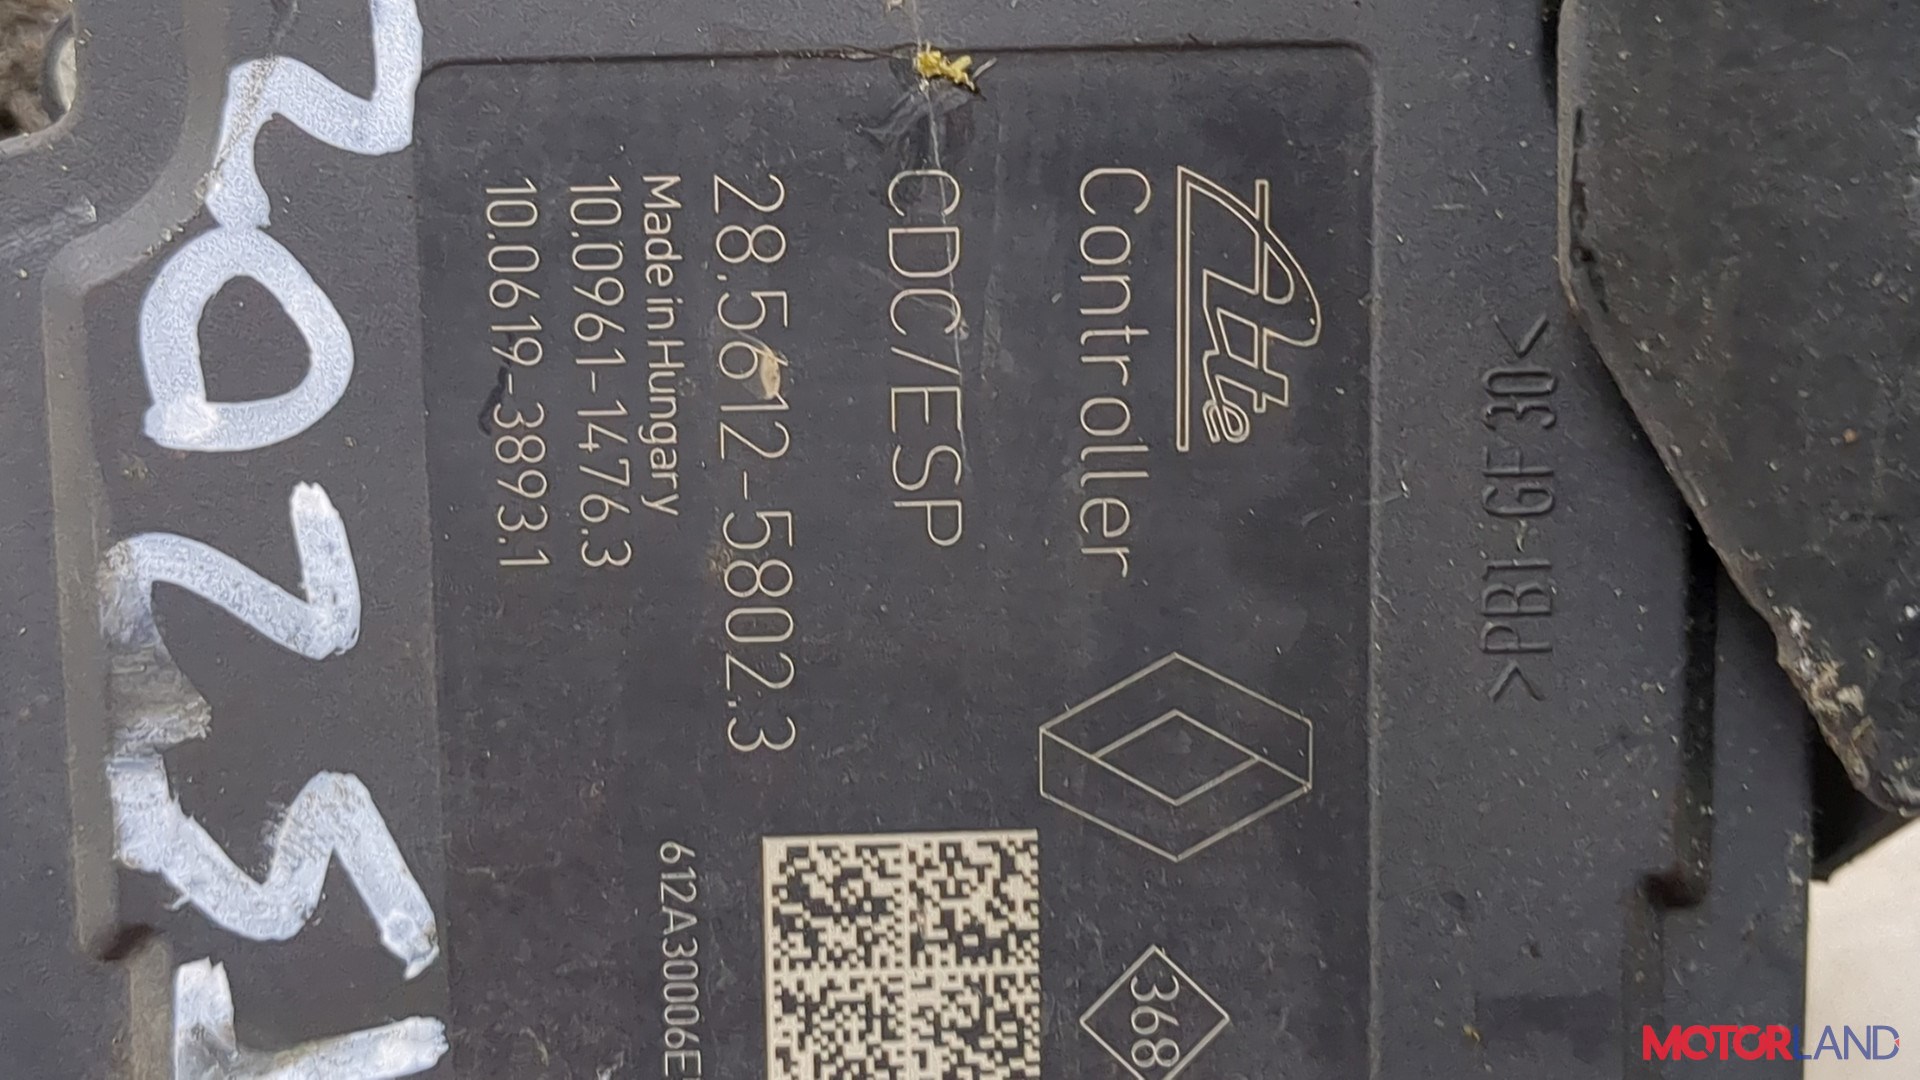 Ate
Controller
CDC/ESP
28.5612-5802.3
Made in Hungary
10.0961-1476.3
10.0619-3893.1
612A30006E
368
>PBT-GF30<
MOTORLAND